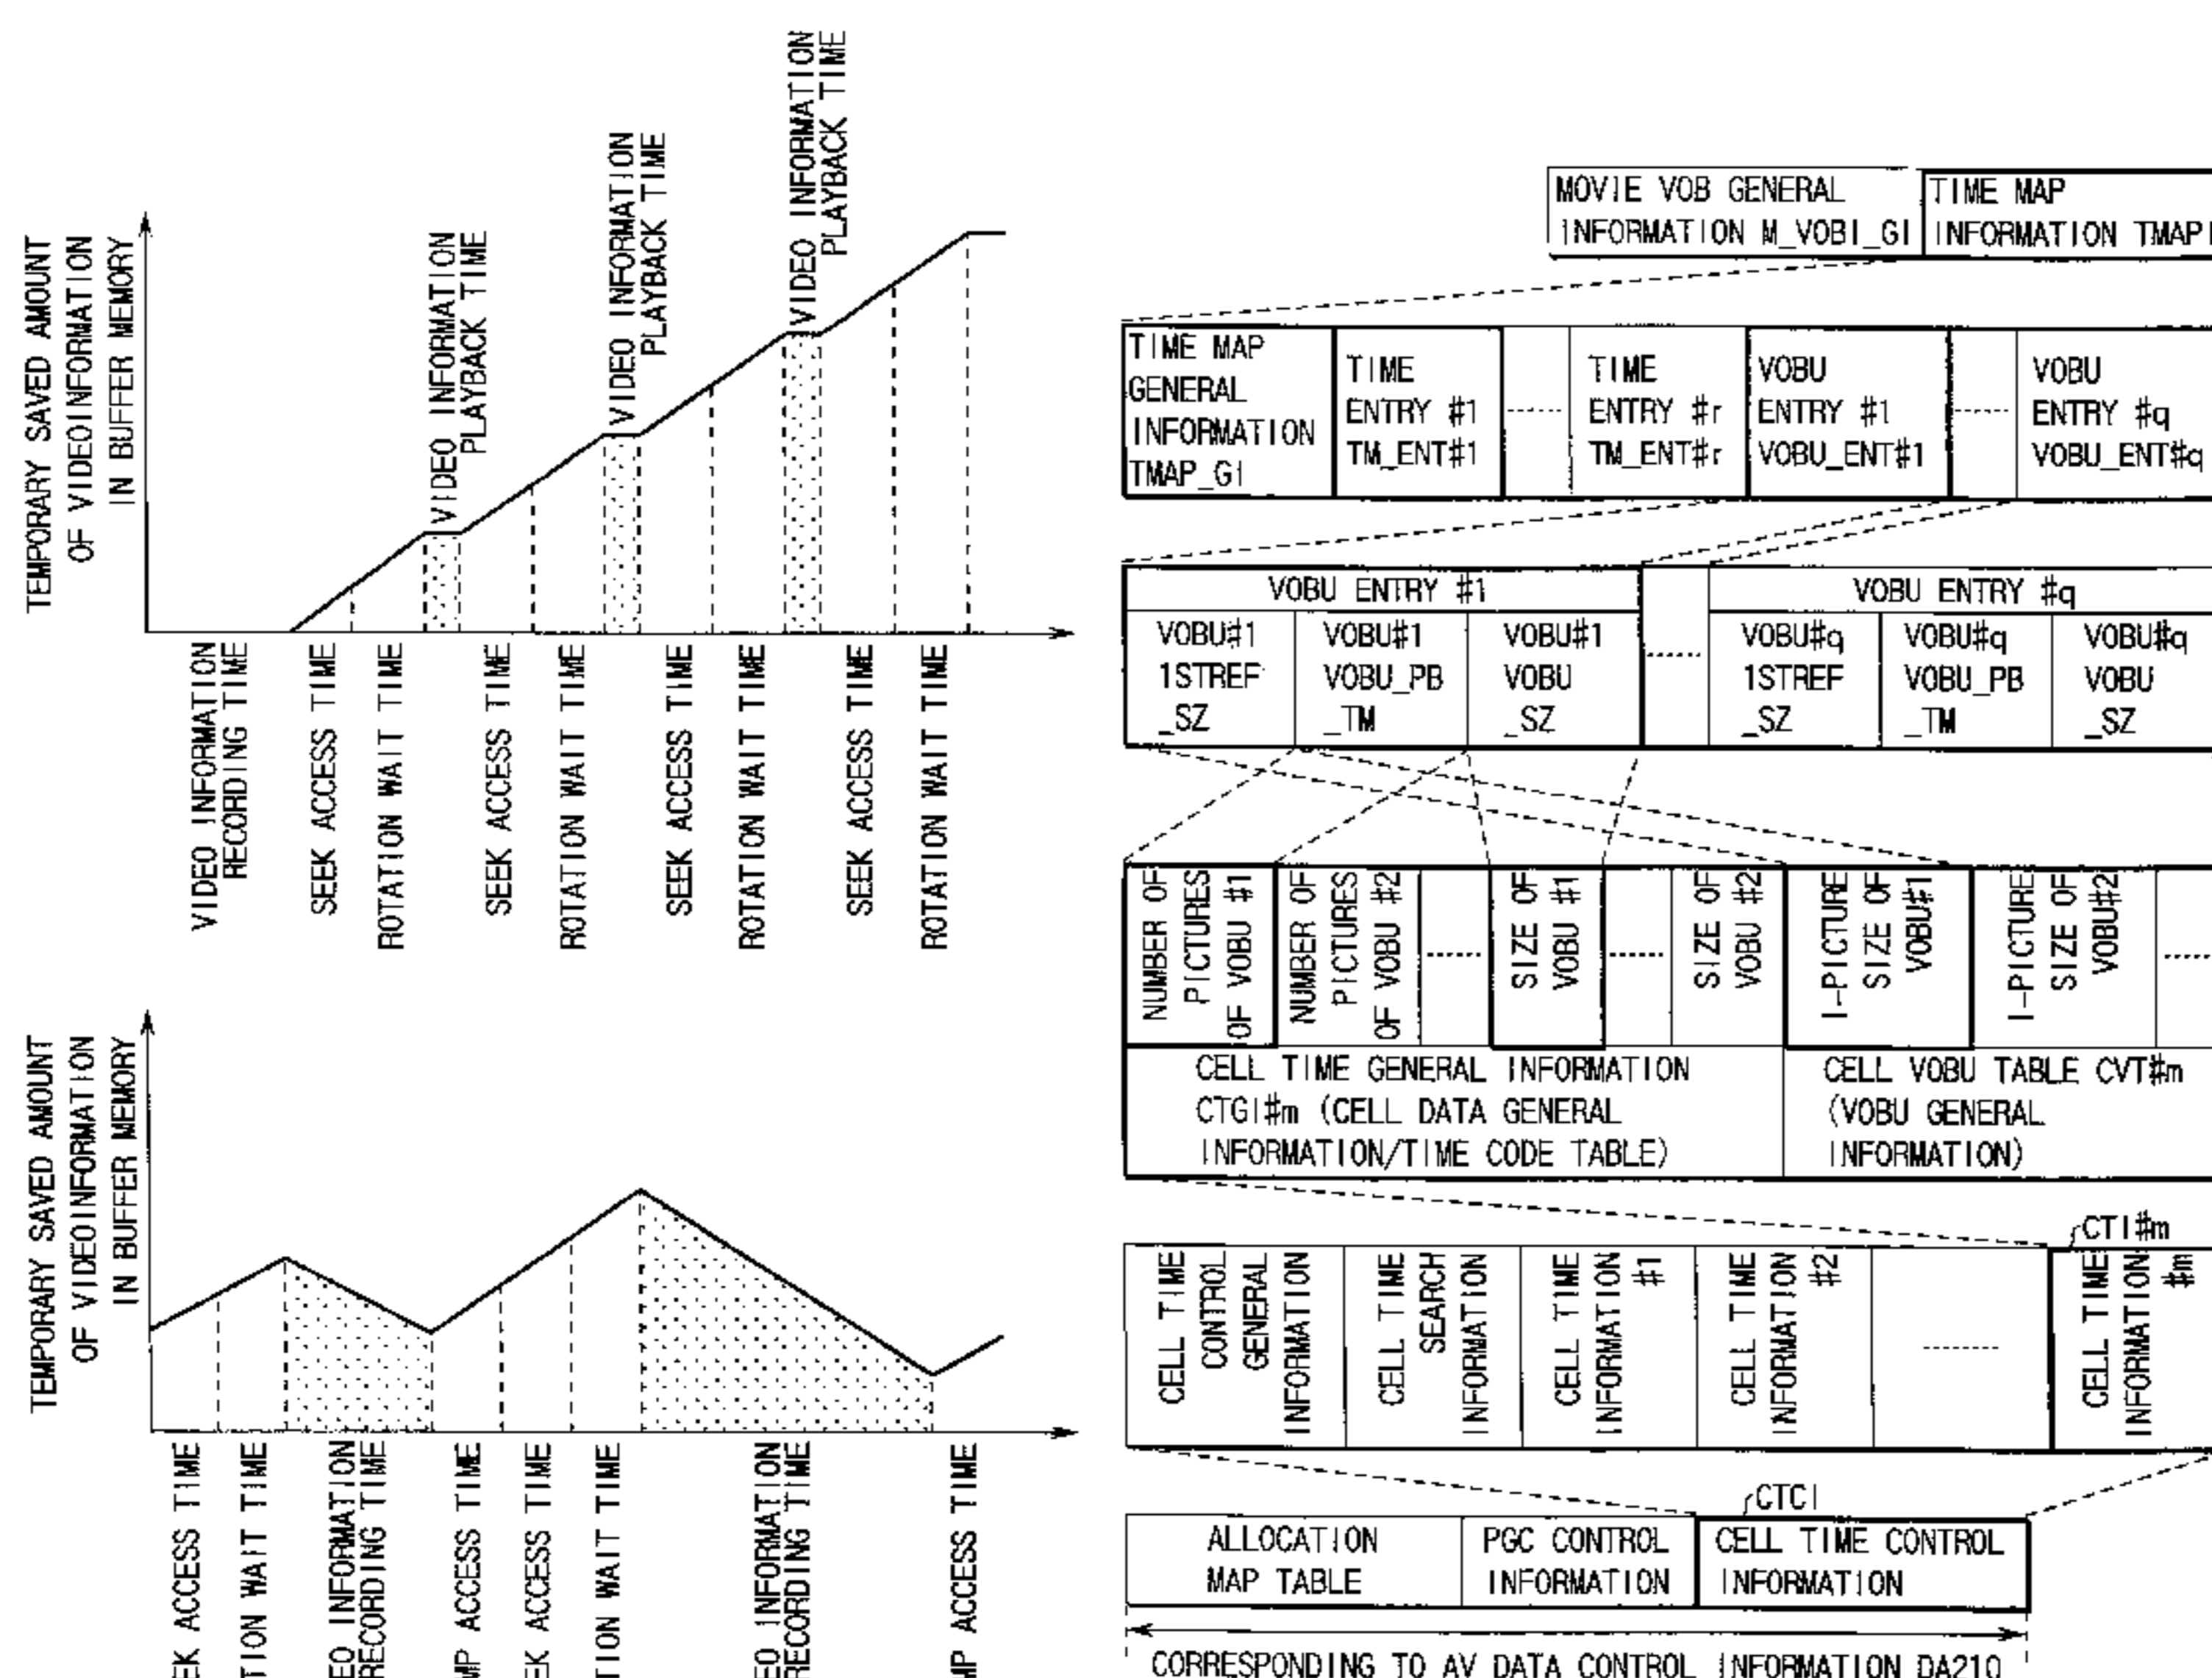 TEMPORARY SAVED AMOUNT
OF VIDEOINFORMATION
IN BUFFER MEMORY
VIDEO INFORMATION
PLAYBACK TIME
VIDEO INFORMATION
PLAYBACK TIME
VIDEO INFORMATION
PLAYBACK TIME
VIDEO INFORMATION
RECORDING TIME
SEEK ACCESS TIME
ROTATION WAIT TIME
SEEK ACCESS TIME
ROTATION WAIT TIME
SEEK ACCESS TIME
ROTATION WAIT TIME
SEEK ACCESS TIME
ROTATION WAIT TIME
TEMPORARY SAVED AMOUNT
OF VIDEOINFORMATION
IN BUFFER MEMORY
EK ACCESS TIME
TION WAIT TIME
EO INFORMATION
RECORDING TIME
MP ACCESS TIME
EK ACCESS TIME
TION WAIT TIME
EO INFORMATION
RECORDING TIME
MP ACCESS TIME
MOVIE VOB GENERAL
INFORMATION M_VOBI_GI
TIME MAP
INFORMATION TMAPI
TIME MAP
GENERAL
INFORMATION
TMAP_GI
TIME
ENTRY #1
TM_ENT#1
TIME
ENTRY #r
TM_ENT#r
VOBU
ENTRY #1
VOBU_ENT#1
VOBU
ENTRY #q
VOBU_ENT#q
VOBU ENTRY #1
VOBU#1
1STREF
_SZ
VOBU#1
VOBU_PB
_TM
VOBU#1
VOBU
_SZ
VOBU ENTRY #q
VOBU#q
1STREF
_SZ
VOBU#q
VOBU_PB
_TM
VOBU#q
VOBU
_SZ
NUMBER OF
PICTURES
OF VOBU #1
NUMBER OF
PICTURES
OF VOBU #2
SIZE OF
VOBU #1
SIZE OF
VOBU #2
I-PICTURE
SIZE OF
VOBU#1
I-PICTURE
SIZE OF
VOBU#2
CELL TIME GENERAL INFORMATION
CTGI#m (CELL DATA GENERAL
INFORMATION/TIME CODE TABLE)
CELL VOBU TABLE CVT#m
(VOBU GENERAL
INFORMATION)
CTI#m
CELL TIME
CONTROL
GENERAL
INFORMATION
CELL TIME
SEARCH
INFORMATION
CELL TIME
INFORMATION
#1
CELL TIME
INFORMATION
#2
CELL TIME
INFORMATION
#m
CTCI
ALLOCATION
MAP TABLE
PGC CONTROL
INFORMATION
CELL TIME CONTROL
INFORMATION
CORRESPONDING TO AV DATA CONTROL INFORMATION DA210